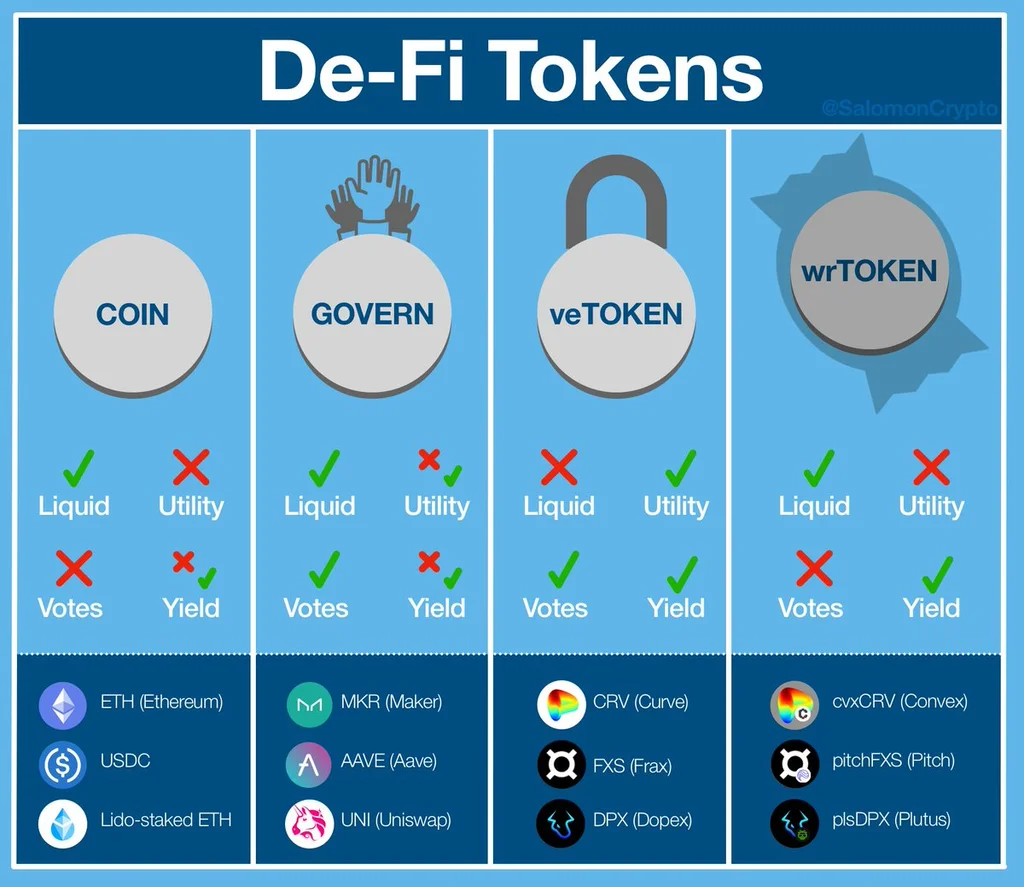 De-Fi Tokens
@SalomonCrypto
COIN
Liquid Utility
Votes Yield
ETH (Ethereum)
USDC
Lido-staked ETH
GOVERN
Liquid Utility
Votes Yield
MKR (Maker)
AAVE (Aave)
UNI (Uniswap)
veTOKEN
Liquid Utility
Votes Yield
CRV (Curve)
FXS (Frax)
DPX (Dopex)
wrTOKEN
Liquid Utility
Votes Yield
C
cvxCRV (Convex)
pitchFXS (Pitch)
plsDPX (Plutus)